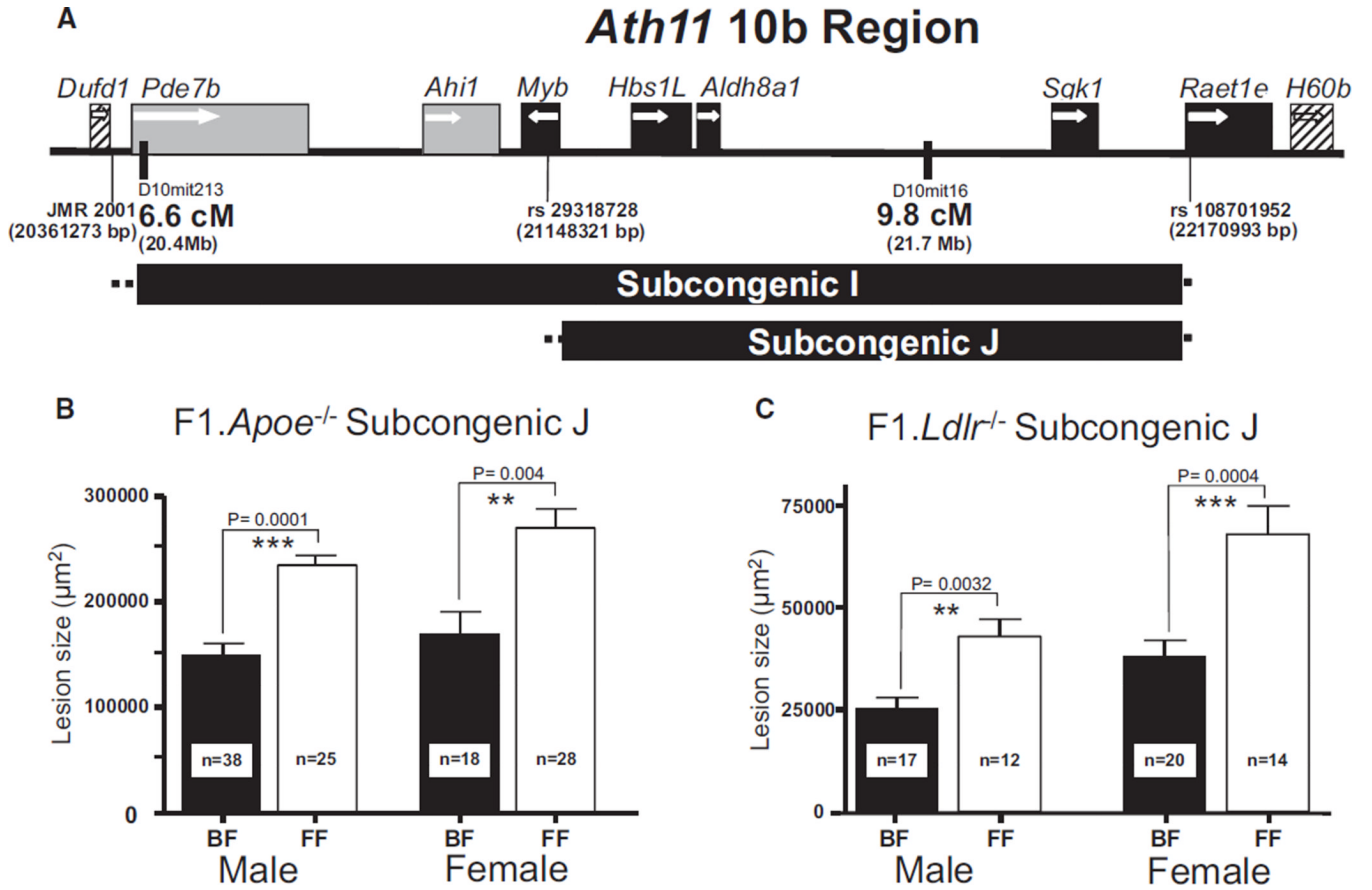 A
Ath11 10b Region
Dufd1 Pde7b Ahi1 Myb Hbs1L Aldh8a1 Sgk1 Raet1e H60b
D10mit213
D10mit16
JMR 2001
(20361273 bp)
6.6 cM
(20.4Mb)
rs 29318728
(21148321 bp)
9.8 cM
(21.7 Mb)
rs 108701952
(22170993 bp)
Subcongenic I
Subcongenic J
B
F1.Apoe-/- Subcongenic J
Lesion size (µm2)
300000
200000
100000
0
P= 0.0001
***
P= 0.004
**
n=38
n=25
n=18
n=28
BF FF BF FF
Male Female
C
F1.Ldlr-/- Subcongenic J
Lesion size (µm2)
75000
50000
25000
0
P= 0.0032
**
P= 0.0004
***
n=17
n=12
n=20
n=14
BF FF BF FF
Male Female